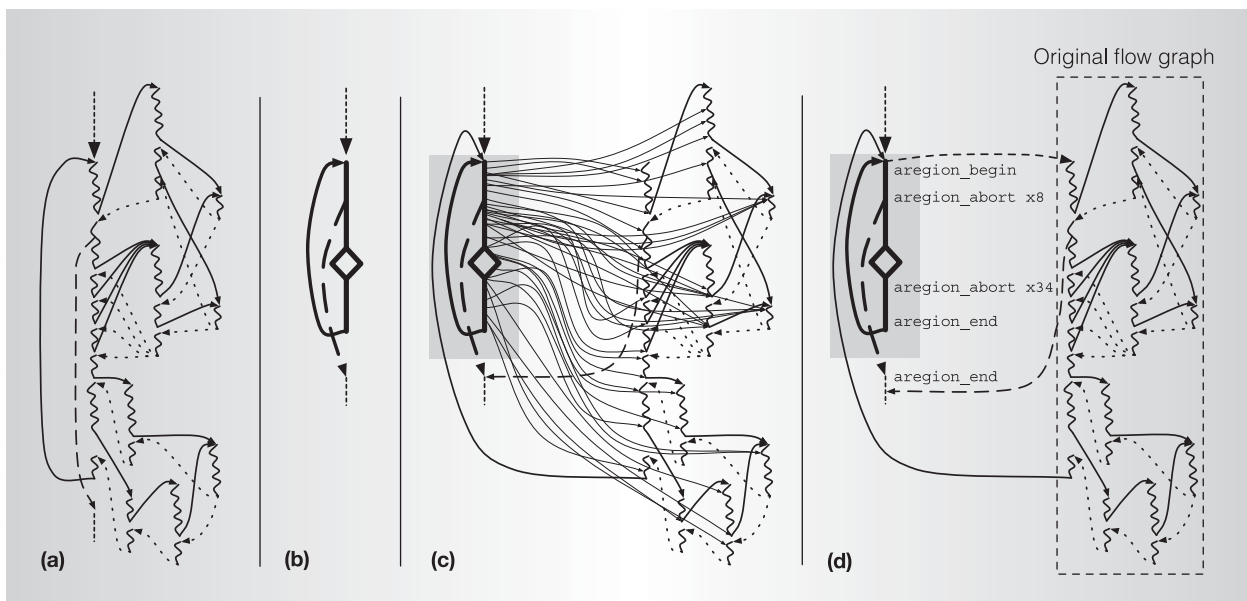 Original flow graph
aregion_begin
aregion_abort x8
aregion_abort x34
aregion_end
aregion_end
(a)
(b)
(c)
(d)